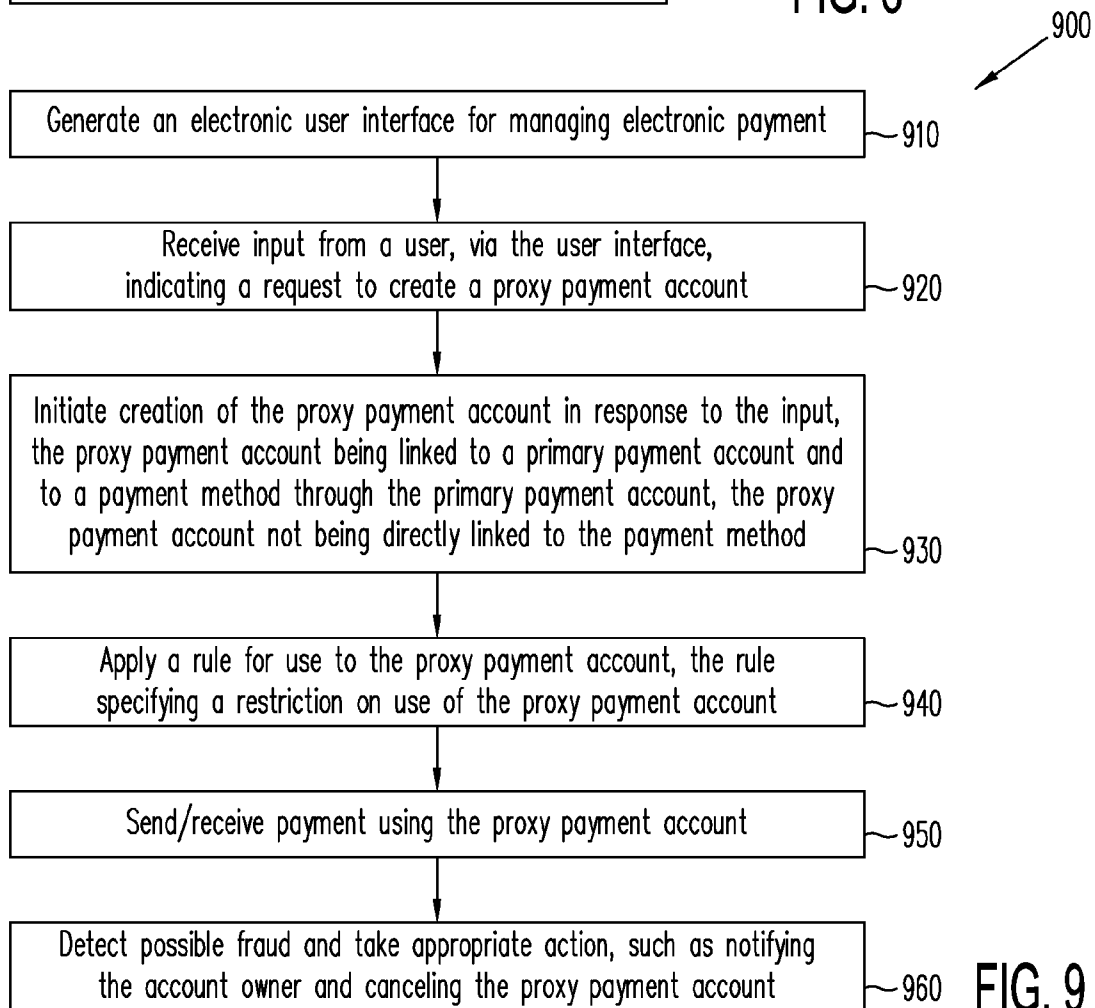 900
Generate an electronic user interface for managing electronic payment
910
Receive input from a user, via the user interface,
indicating a request to create a proxy payment account
920
Initiate creation of the proxy payment account in response to the input,
the proxy payment account being linked to a primary payment account and
to a payment method through the primary payment account, the proxy
payment account not being directly linked to the payment method
930
Apply a rule for use to the proxy payment account, the rule
specifying a restriction on use of the proxy payment account
940
Send/receive payment using the proxy payment account
950
Detect possible fraud and take appropriate action, such as notifying
the account owner and canceling the proxy payment account
960
FIG. 9